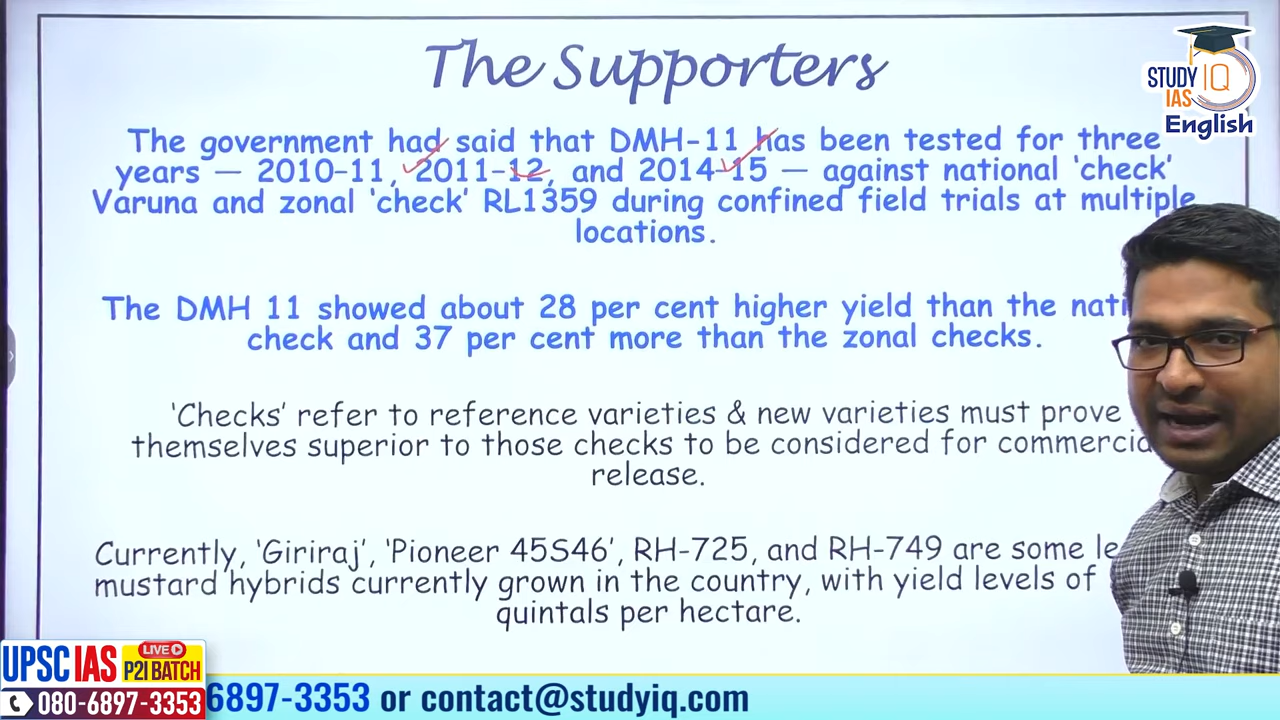 The Supporters
STUDY IQ
IAS
English
The government had said that DMH-11 has been tested for three
years — 2010-11, 2011-12, and 2014-15 — against national ‘check’
Varuna and zonal ‘check’ RL1359 during confined field trials at multiple
locations.
The DMH 11 showed about 28 per cent higher yield than the
check and 37 per cent more than the zonal checks.
‘Checks’ refer to reference varieties & new varieties must prove
themselves superior to those checks to be considered for
release.
Currently, ‘Giriraj’, ‘Pioneer 45S46’, RH-725, and RH-749 are some
mustard hybrids currently grown in the country, with yield levels of
quintals per hectare.
UPSC IAS LIVE P2I BATCH
080-6897-3353
6897-3353 or contact@studyiq.com